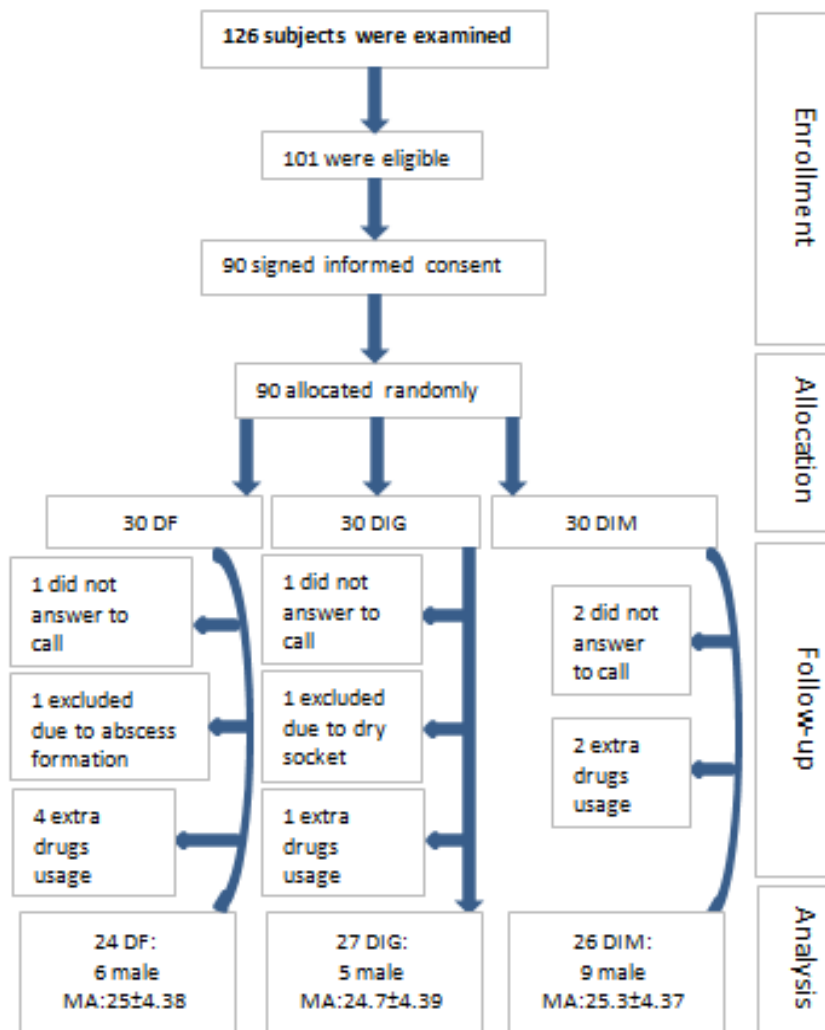 126 subjects were examined
101 were eligible
90 signed informed consent
90 allocated randomly
Enrollment
Allocation
30 DF
30 DIG
30 DIM
1 did not
answer to
call
1 excluded
due to abscess
formation
4 extra
drugs
usage
1 did not
answer to
call
1 excluded
due to dry
socket
1 extra
drugs
usage
2 did not
answer
to call
2 extra
drugs
usage
Follow-up
24 DF:
6 male
MA:25±4.38
27 DIG:
5 male
MA:24.7±4.39
26 DIM:
9 male
MA:25.3±4.37
Analysis